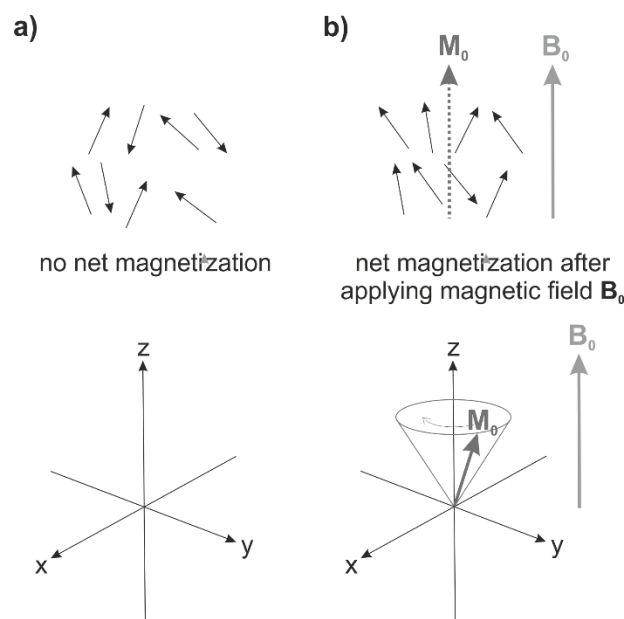 a)
b)
M₀
B₀
no net magnetization
net magnetization after
applying magnetic field B₀
z
x
y
z
B₀
M₀
x
y